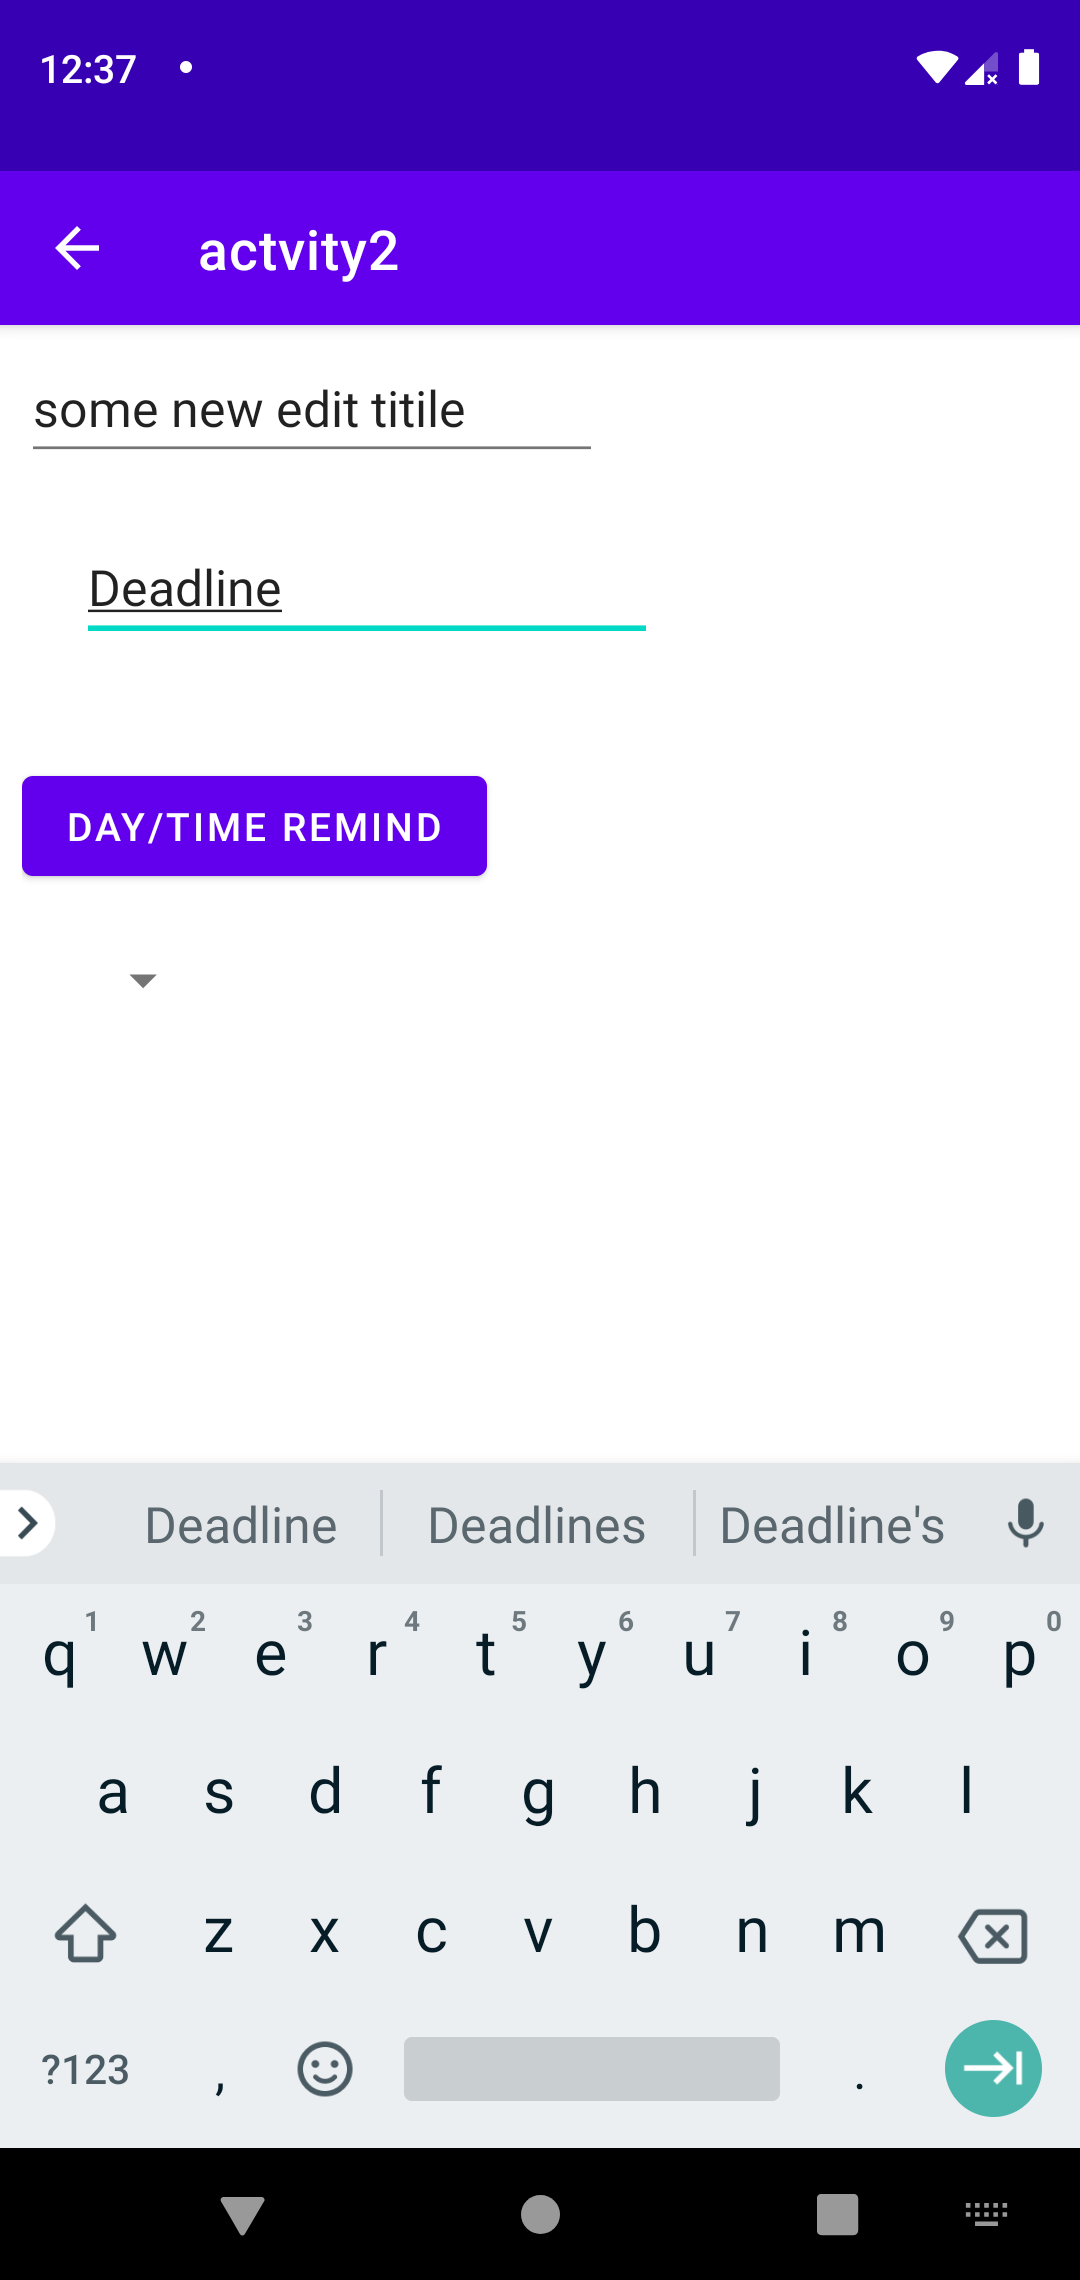 12:37
actvity2
some new edit titile
Deadline
DAY/TIME REMIND
Deadline Deadlines Deadline's
1 2 3 4 5 6 7 8 9 0
q w e r t y u i o p
a s d f g h j k l
z x c v b n m
?123 , .